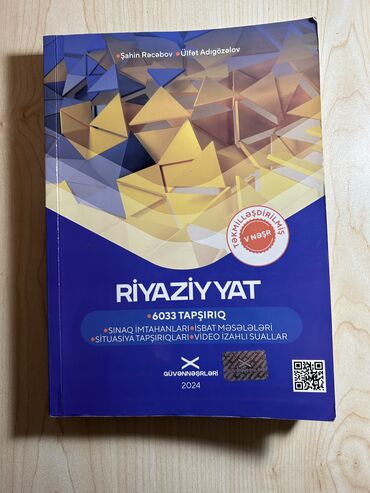 •Şahin Rəcəbov •Ülfət Adıgözəlov
TƏKMİLLƏŞDİRİLMİŞ
V NƏŞR
RİYAZİYYAT
•6033 TAPŞIRIQ
•SINAQ İMTAHANLARI •İSBAT MƏSƏLƏLƏRİ
•SİTUASİYA TAPŞIRIQLARI •VİDEO İZAHLI SUALLAR
GÜVƏNNƏŞRLƏRİ
2024